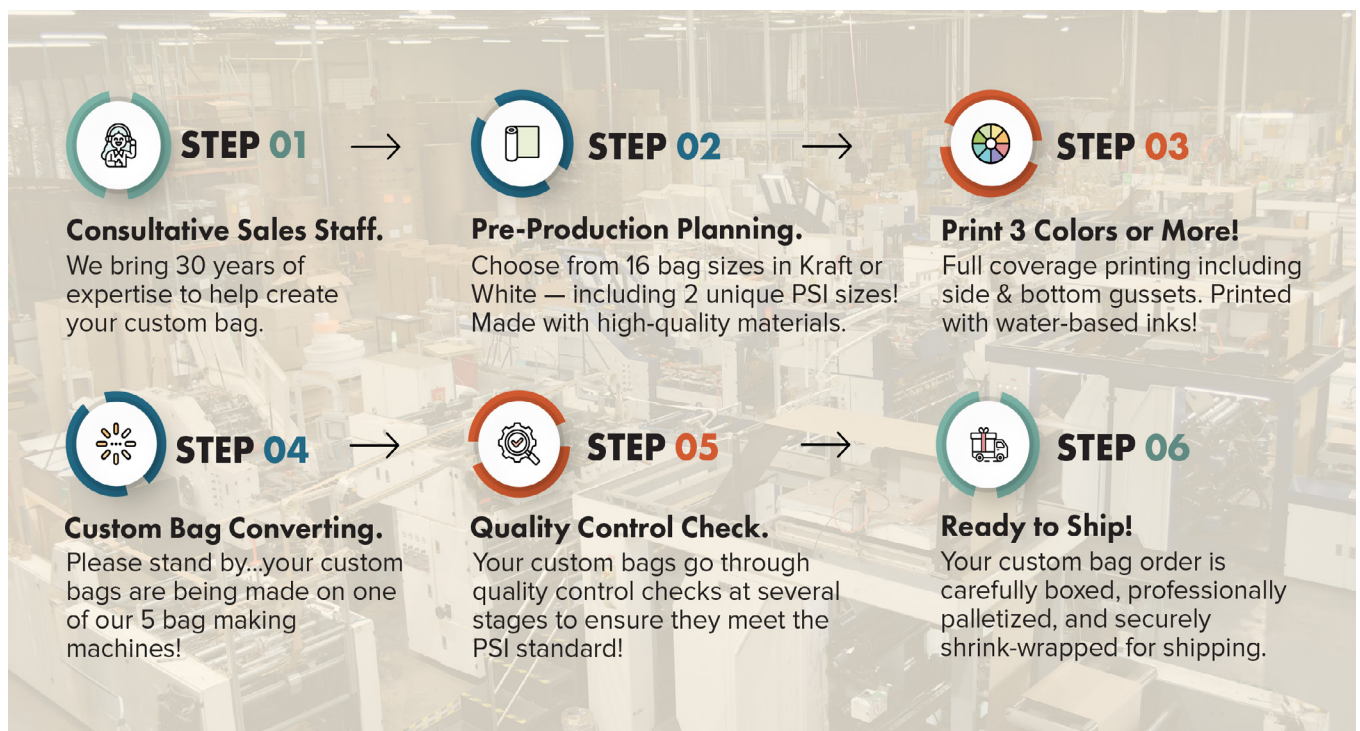 STEP 01
STEP 02
STEP 03
Consultative Sales Staff.
We bring 30 years of
expertise to help create
your custom bag.
Pre-Production Planning.
Choose from 16 bag sizes in Kraft or
White — including 2 unique PSI sizes!
Made with high-quality materials.
Print 3 Colors or More!
Full coverage printing including
side & bottom gussets. Printed
with water-based inks!
STEP 04
STEP 05
STEP 06
Custom Bag Converting.
Please stand by...your custom
bags are being made on one
of our 5 bag making
machines!
Quality Control Check.
Your custom bags go through
quality control checks at several
stages to ensure they meet the
PSI standard!
Ready to Ship!
Your custom bag order is
carefully boxed, professionally
palletized, and securely
shrink-wrapped for shipping.